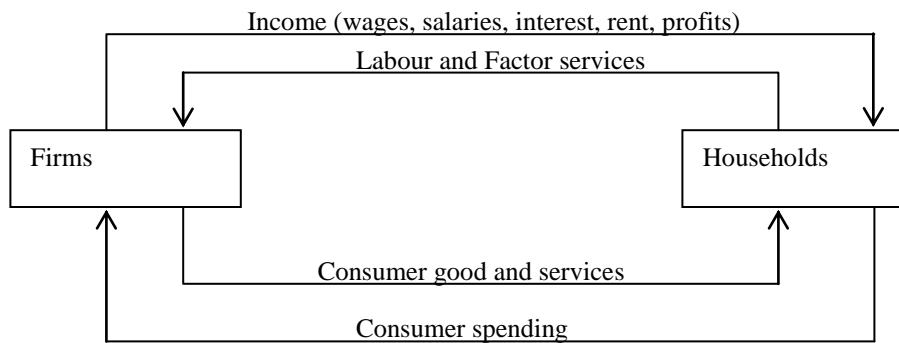 Income (wages, salaries, interest, rent, profits)
Labour and Factor services
Firms
Households
Consumer good and services
Consumer spending